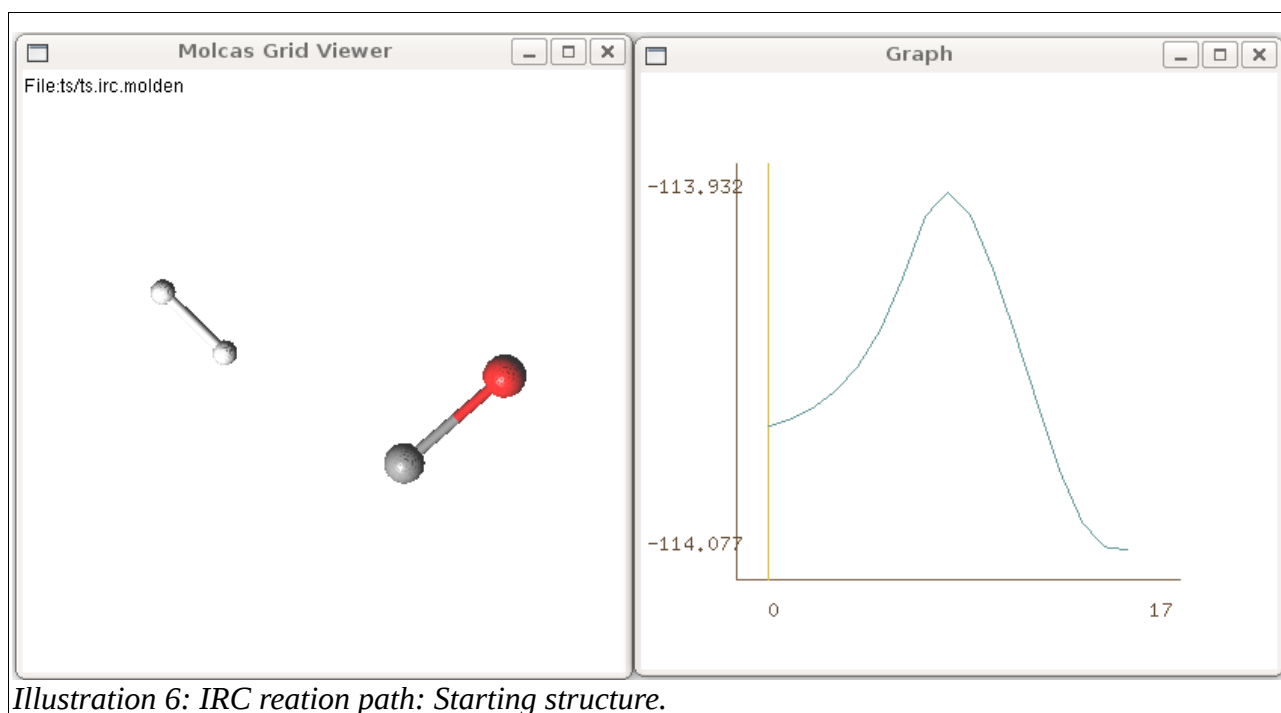 Molcas Grid Viewer
File:ts/ts.irc.molden
Graph
-113.932
-114.077
0
17
Illustration 6: IRC reation path: Starting structure.